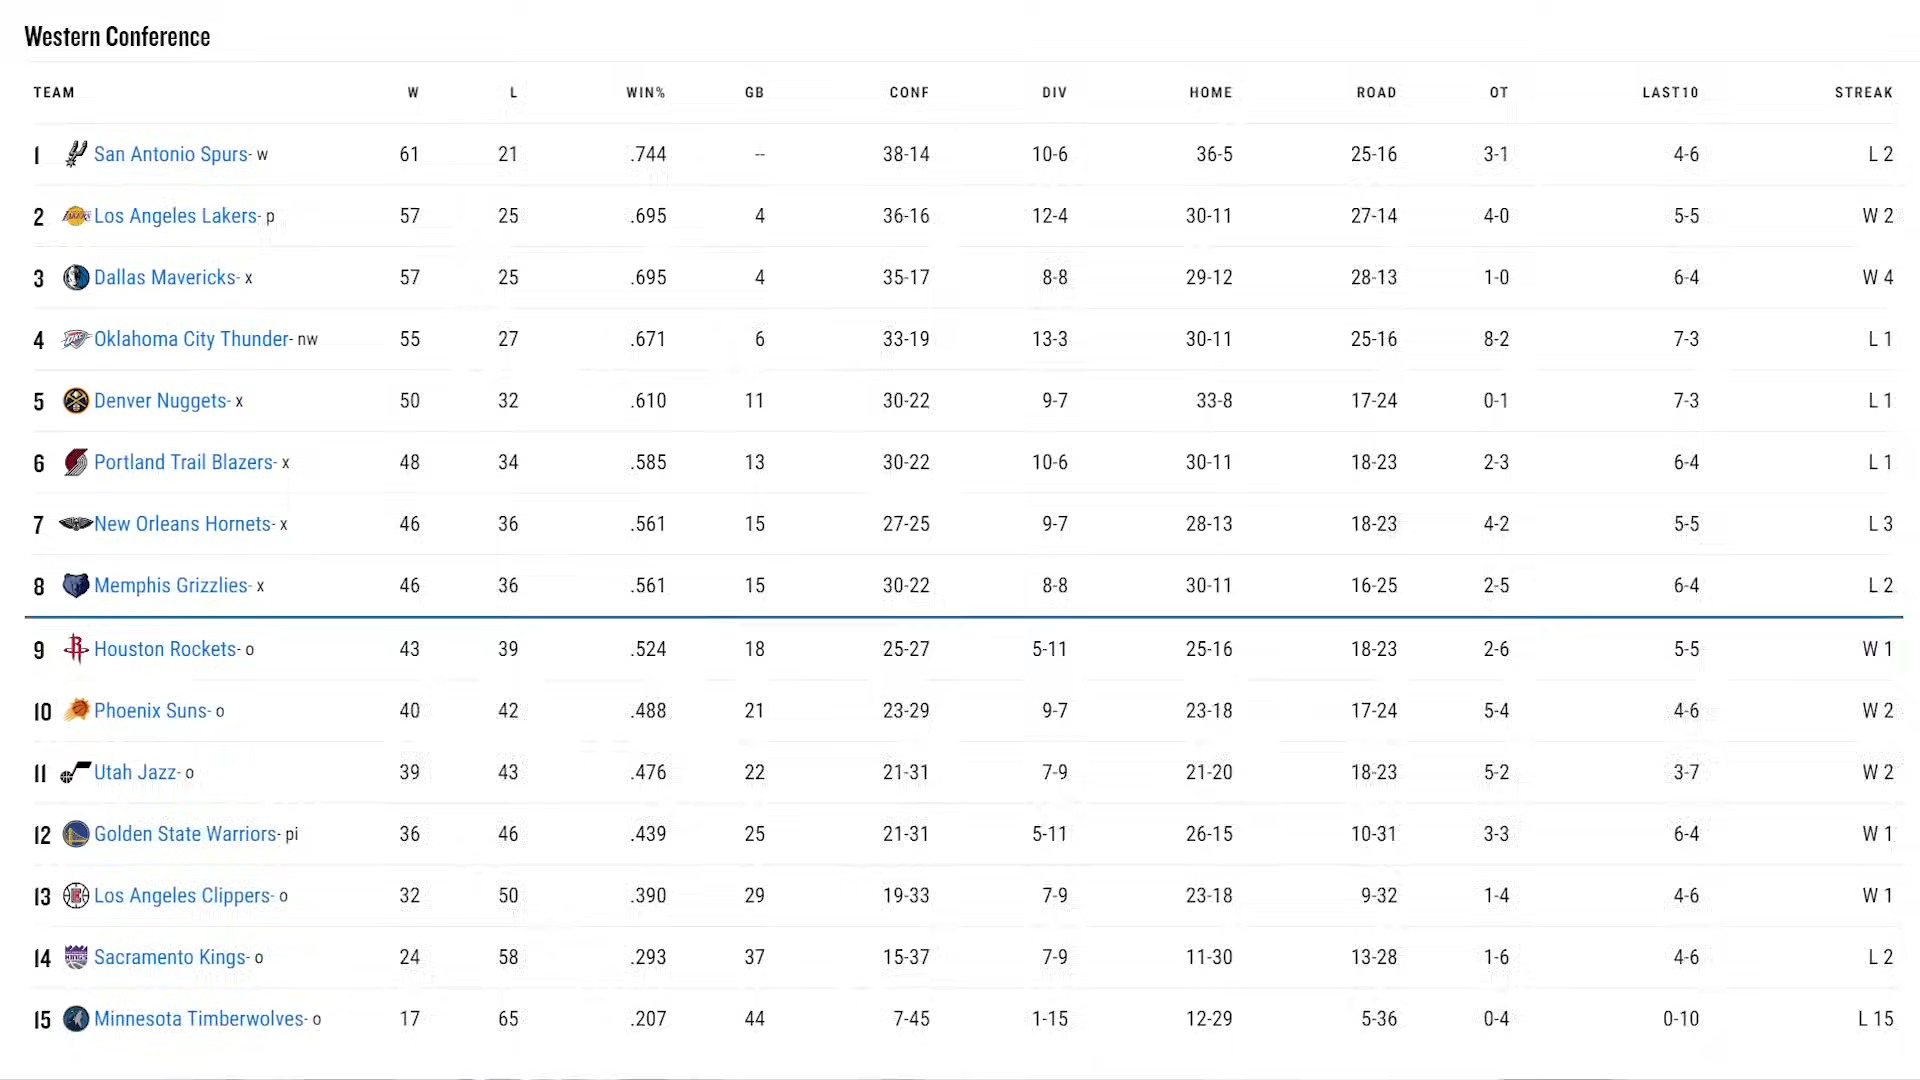 Western Conference
TEAM W L WIN% GB CONF DIV HOME ROAD OT LAST10 STREAK
1 San Antonio Spurs- w 61 21 .744 -- 38-14 10-6 36-5 25-16 3-1 4-6 L 2
2 Los Angeles Lakers- p 57 25 .695 4 36-16 12-4 30-11 27-14 4-0 5-5 W 2
3 Dallas Mavericks- x 57 25 .695 4 35-17 8-8 29-12 28-13 1-0 6-4 W 4
4 Oklahoma City Thunder- nw 55 27 .671 6 33-19 13-3 30-11 25-16 8-2 7-3 L 1
5 Denver Nuggets- x 50 32 .610 11 30-22 9-7 33-8 17-24 0-1 7-3 L 1
6 Portland Trail Blazers- x 48 34 .585 13 30-22 10-6 30-11 18-23 2-3 6-4 L 1
7 New Orleans Hornets- x 46 36 .561 15 27-25 9-7 28-13 18-23 4-2 5-5 L 3
8 Memphis Grizzlies- x 46 36 .561 15 30-22 8-8 30-11 16-25 2-5 6-4 L 2
9 Houston Rockets- o 43 39 .524 18 25-27 5-11 25-16 18-23 2-6 5-5 W 1
10 Phoenix Suns- o 40 42 .488 21 23-29 9-7 23-18 17-24 5-4 4-6 W 2
11 Utah Jazz- o 39 43 .476 22 21-31 7-9 21-20 18-23 5-2 3-7 W 2
12 Golden State Warriors- pi 36 46 .439 25 21-31 5-11 26-15 10-31 3-3 6-4 W 1
13 Los Angeles Clippers- o 32 50 .390 29 19-33 7-9 23-18 9-32 1-4 4-6 W 1
14 Sacramento Kings- o 24 58 .293 37 15-37 7-9 11-30 13-28 1-6 4-6 L 2
15 Minnesota Timberwolves- o 17 65 .207 44 7-45 1-15 12-29 5-36 0-4 0-10 L 15